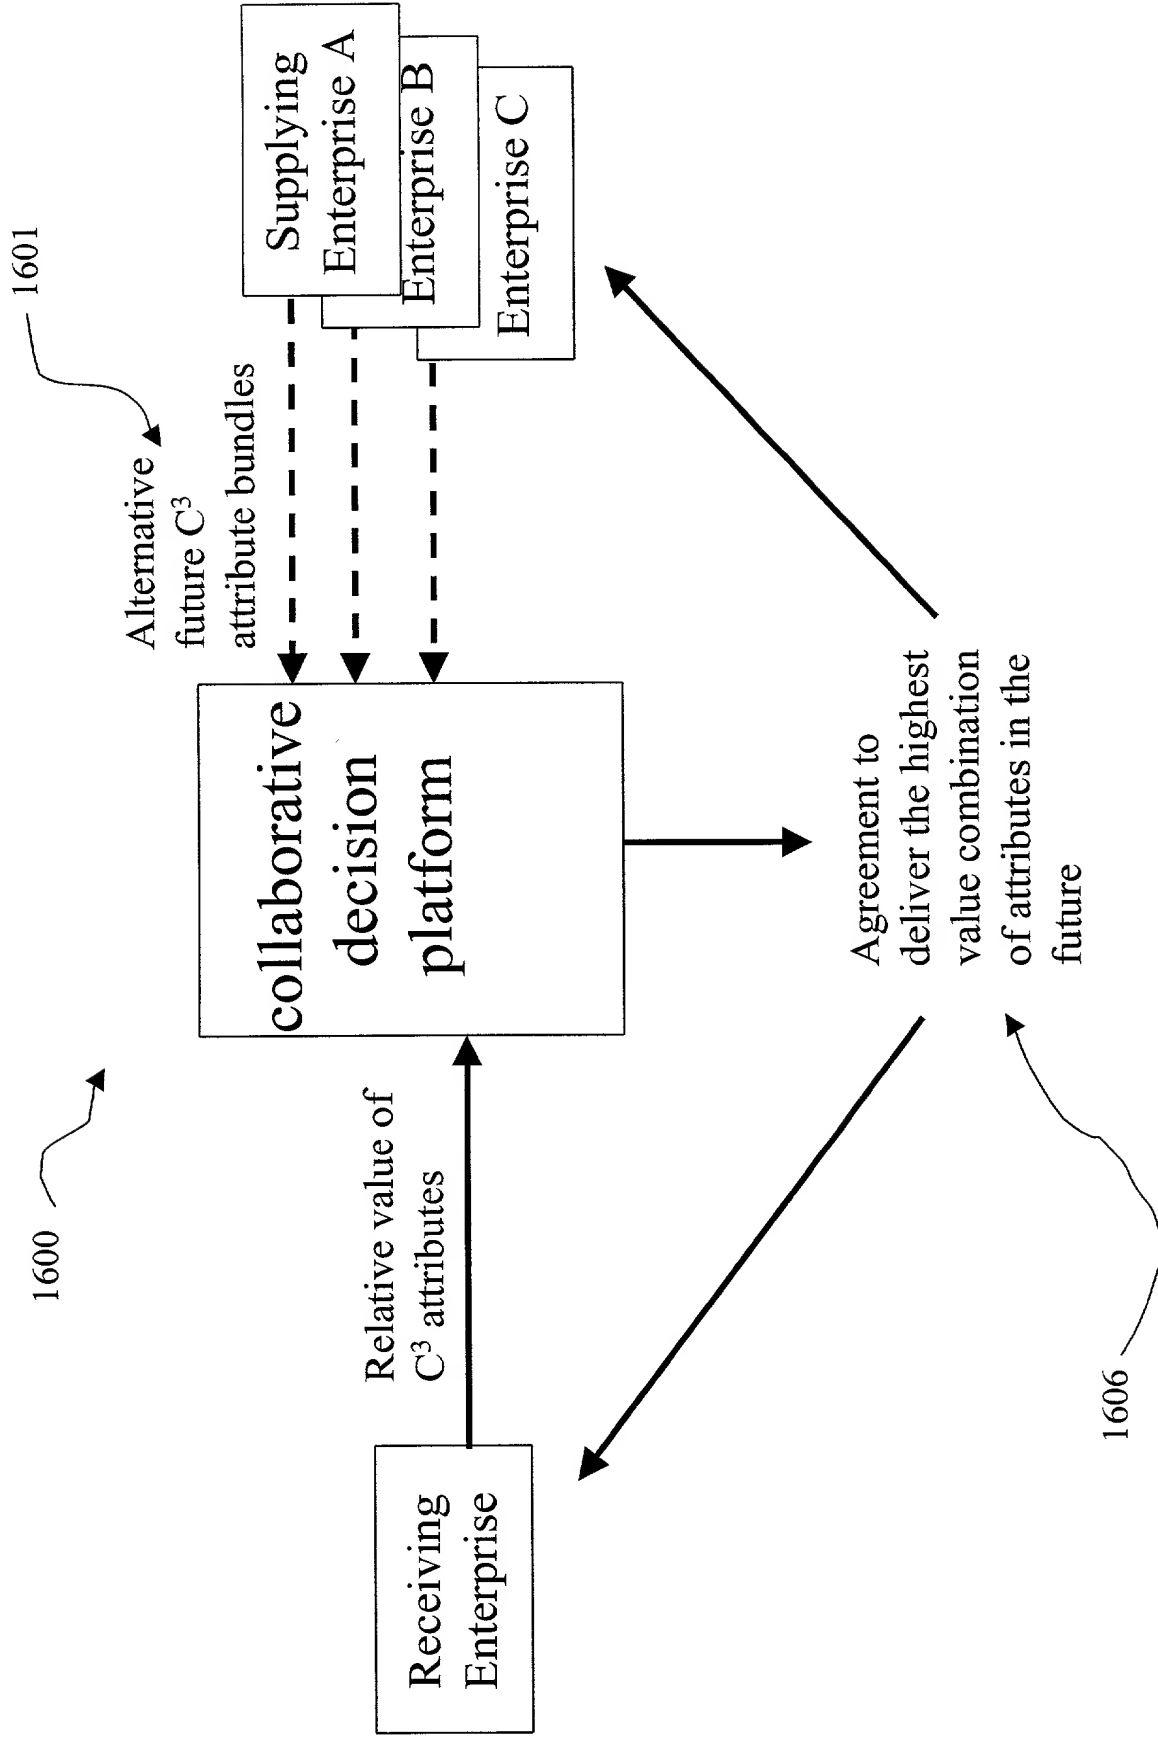 1600
1601
Alternative
future C³
attribute bundles
Receiving
Enterprise
Relative value of
C³ attributes
collaborative
decision
platform
Supplying
Enterprise A
Enterprise B
Enterprise C
Agreement to
deliver the highest
value combination
of attributes in the
future
1606